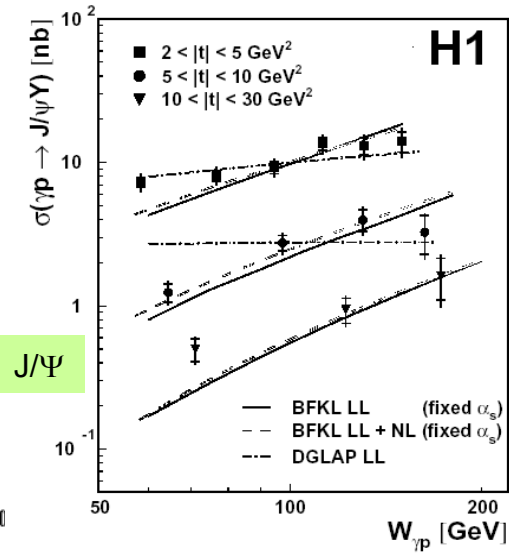 H1
2 < |t| < 5 GeV²
5 < |t| < 10 GeV²
10 < |t| < 30 GeV²
σ(γp → J/ψY) [nb]
10²
10
1
10⁻¹
J/Ψ
BFKL LL (fixed αₛ)
BFKL LL + NL (fixed αₛ)
DGLAP LL
50 100 200
W_γp [GeV]